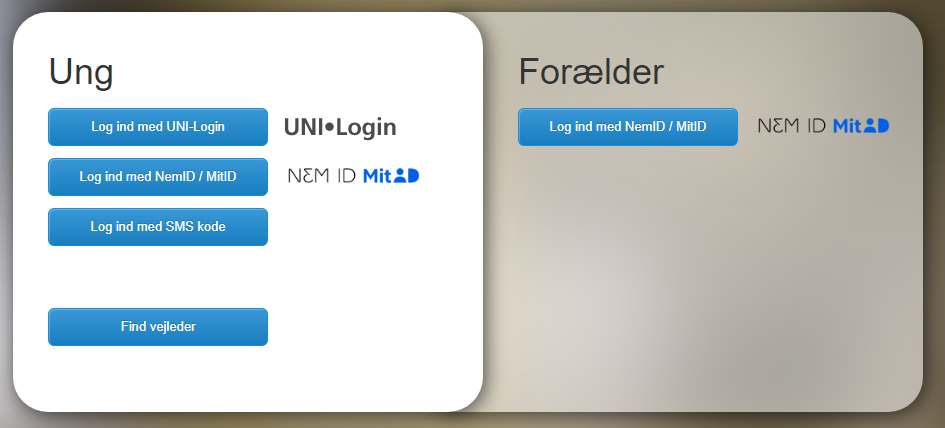 Ung
Log ind med UNI-Login
UNI•Login
Log ind med NemID / MitID
NEM ID MitID
Log ind med SMS kode
Find vejleder
Forælder
Log ind med NemID / MitID
NEM ID MitID